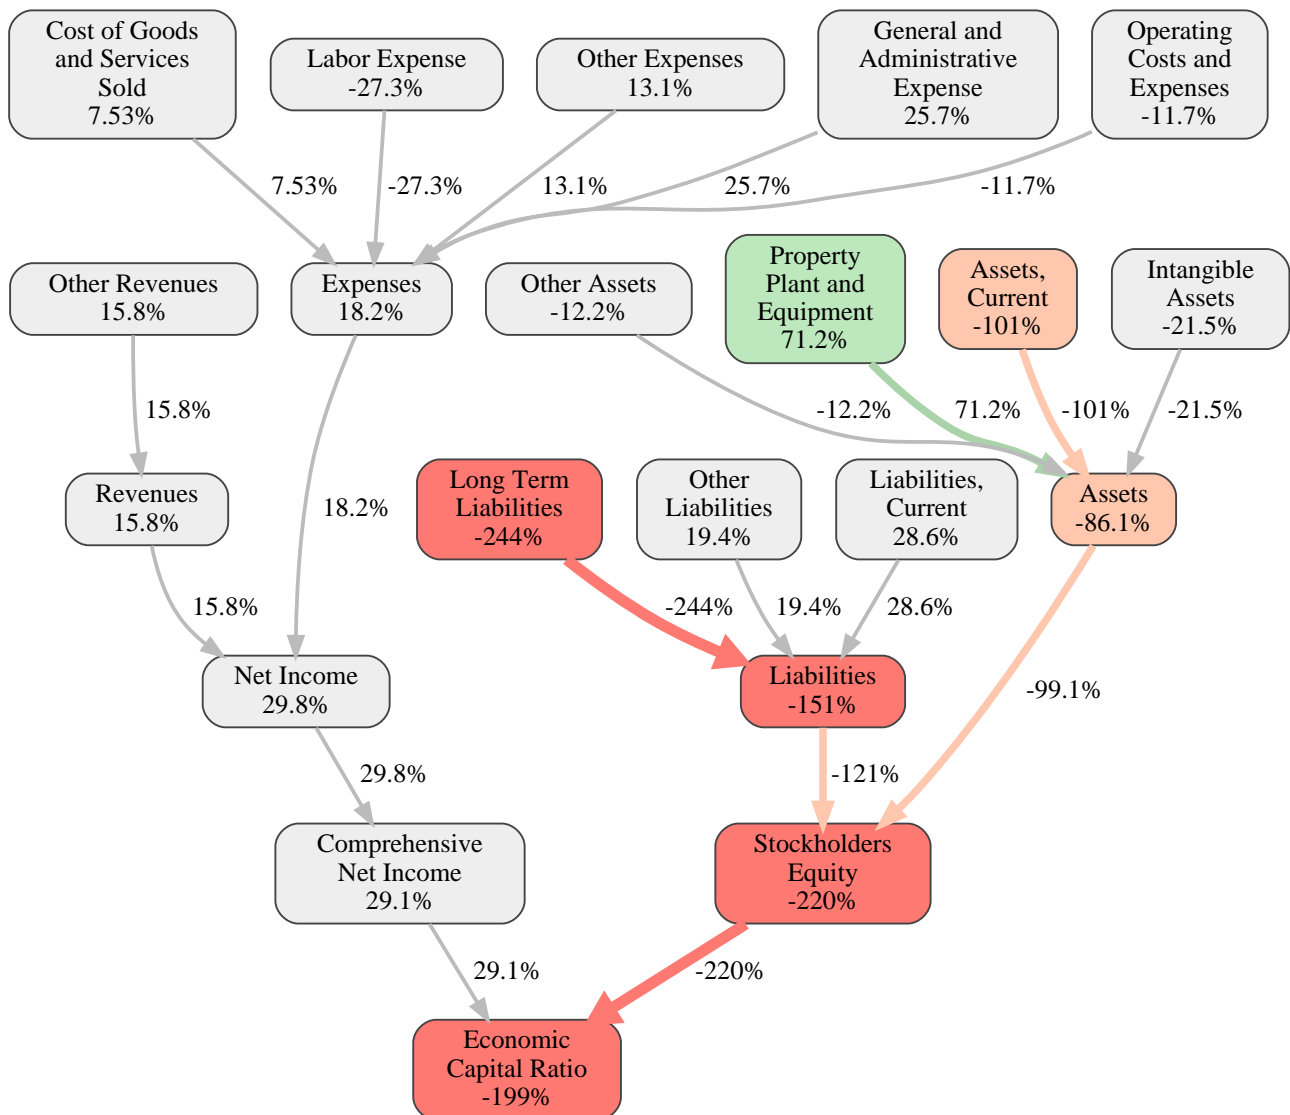 Cost of Goods
and Services
Sold
7.53%
Labor Expense
-27.3%
Other Expenses
13.1%
General and
Administrative
Expense
25.7%
Operating
Costs and
Expenses
-11.7%
7.53%
-27.3%
13.1%
25.7%
-11.7%
Other Revenues
15.8%
Expenses
18.2%
Other Assets
-12.2%
Property
Plant and
Equipment
71.2%
Assets,
Current
-101%
Intangible
Assets
-21.5%
15.8%
-12.2%
71.2%
-101%
-21.5%
Revenues
15.8%
18.2%
Long Term
Liabilities
-244%
Other
Liabilities
19.4%
Liabilities,
Current
28.6%
Assets
-86.1%
15.8%
-244%
19.4%
28.6%
Net Income
29.8%
Liabilities
-151%
-99.1%
29.8%
-121%
Comprehensive
Net Income
29.1%
Stockholders
Equity
-220%
29.1%
-220%
Economic
Capital Ratio
-199%